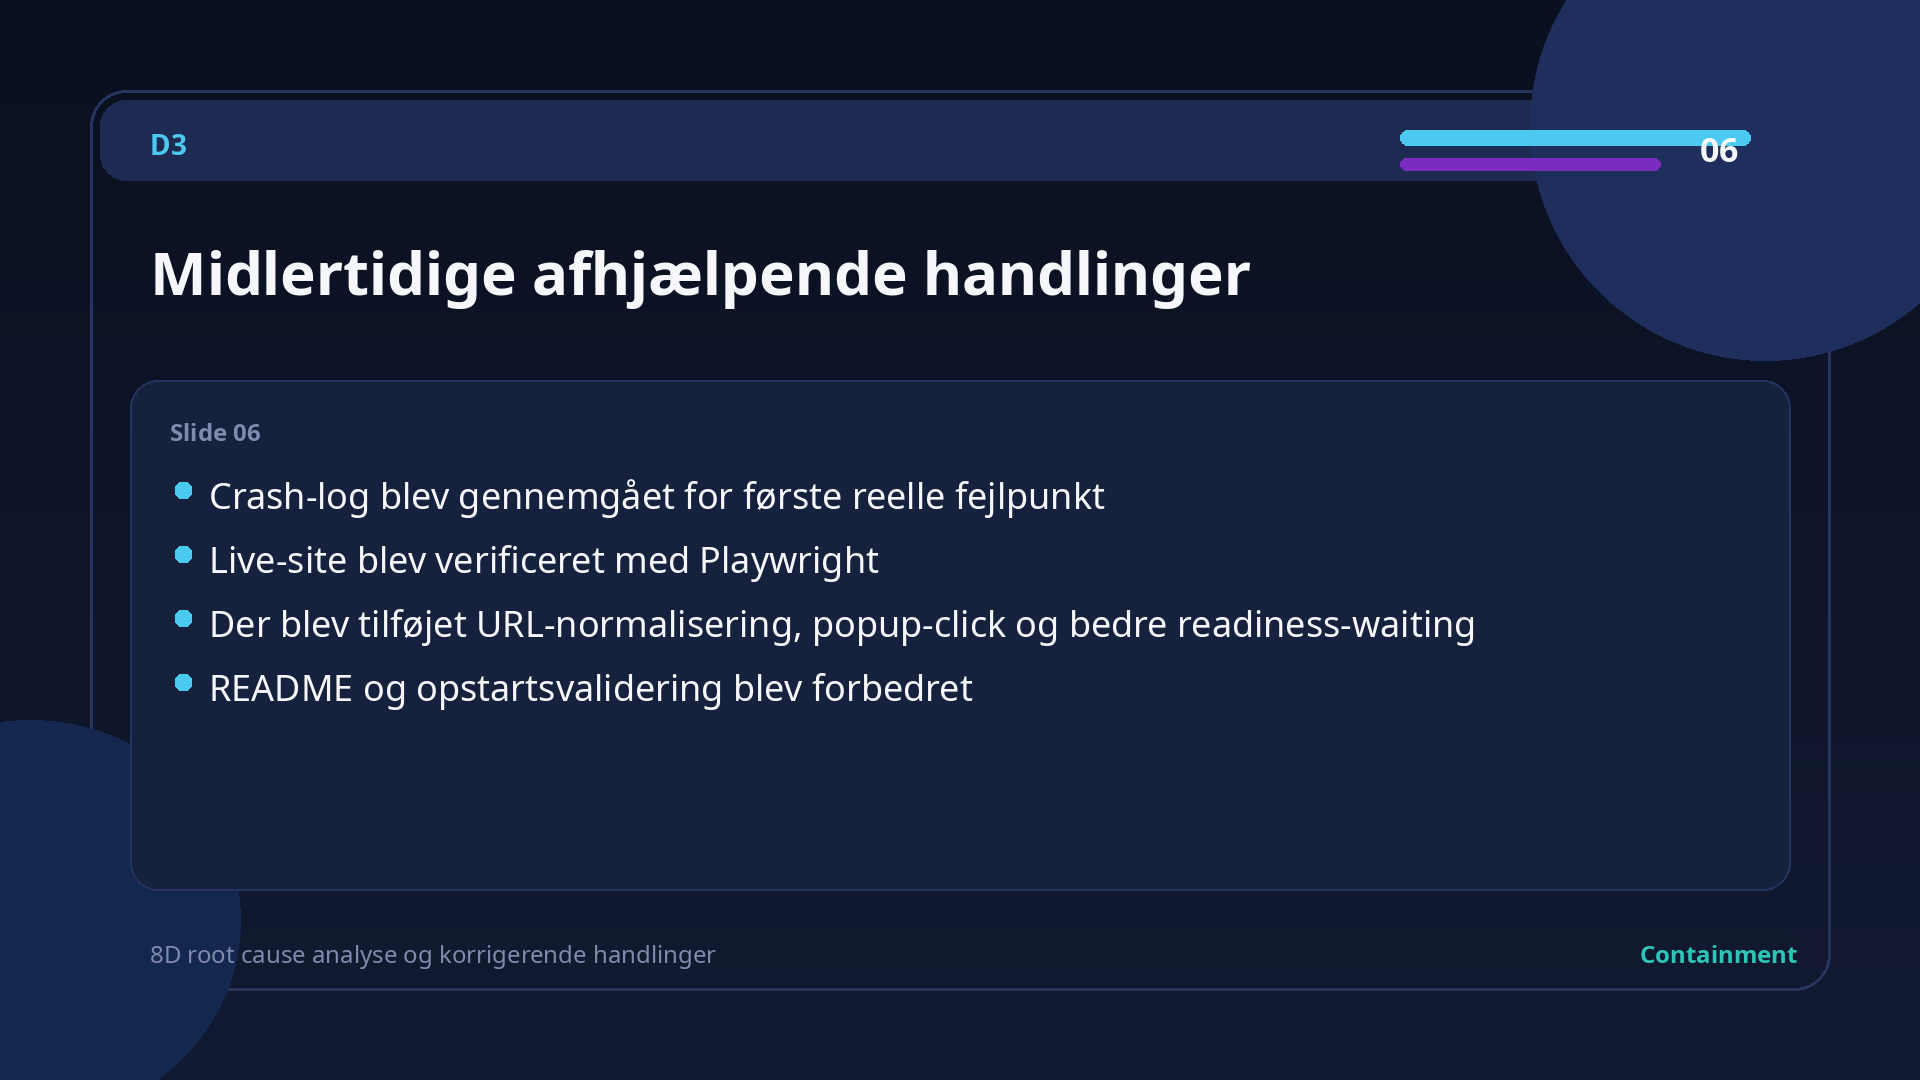 D3
06
Midlertidige afhjælpende handlinger
Slide 06
Crash-log blev gennemgået for første reelle fejlpunkt
Live-site blev verificeret med Playwright
Der blev tilføjet URL-normalisering, popup-click og bedre readiness-waiting
README og opstartsvalidering blev forbedret
8D root cause analyse og korrigerende handlinger
Containment